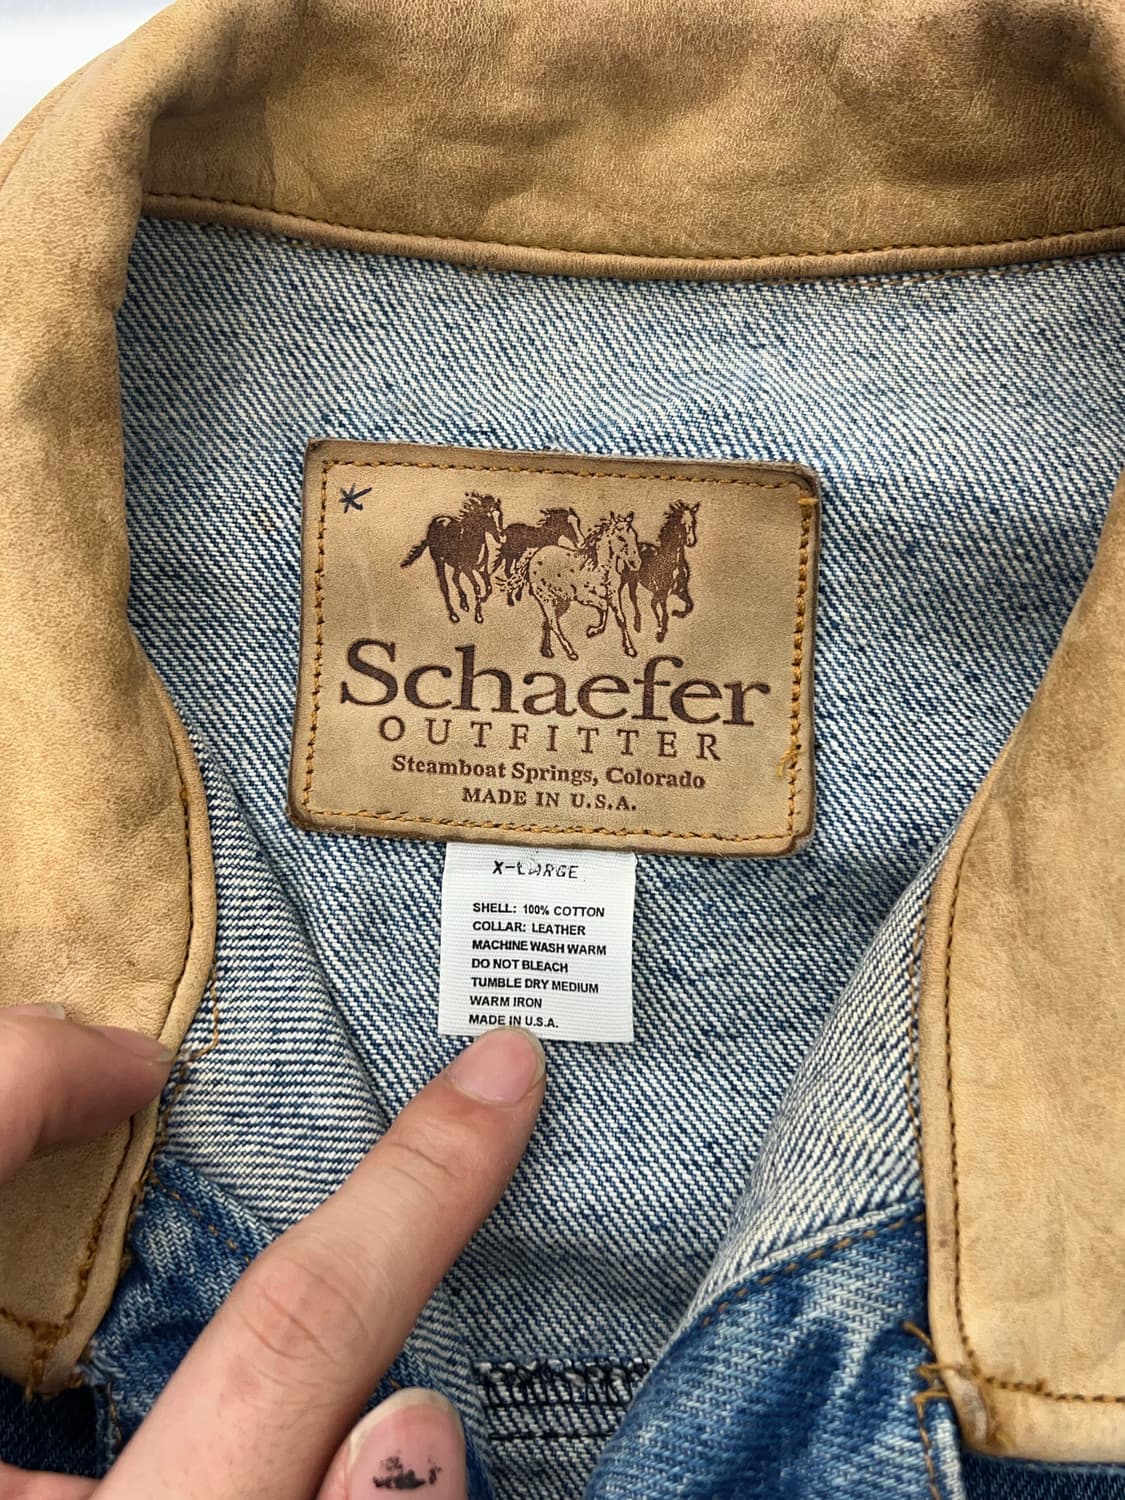 Schaefer
OUTFITTER
Steamboat Springs, Colorado
MADE IN U.S.A.
X-LARGE
SHELL: 100% COTTON
COLLAR: LEATHER
MACHINE WASH WARM
DO NOT BLEACH
TUMBLE DRY MEDIUM
WARM IRON
MADE IN U.S.A.